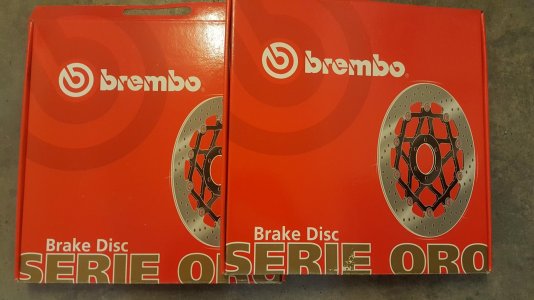 brembo
Brake Disc
SERIE ORO
brembo
Brake Disc
SERIE ORO